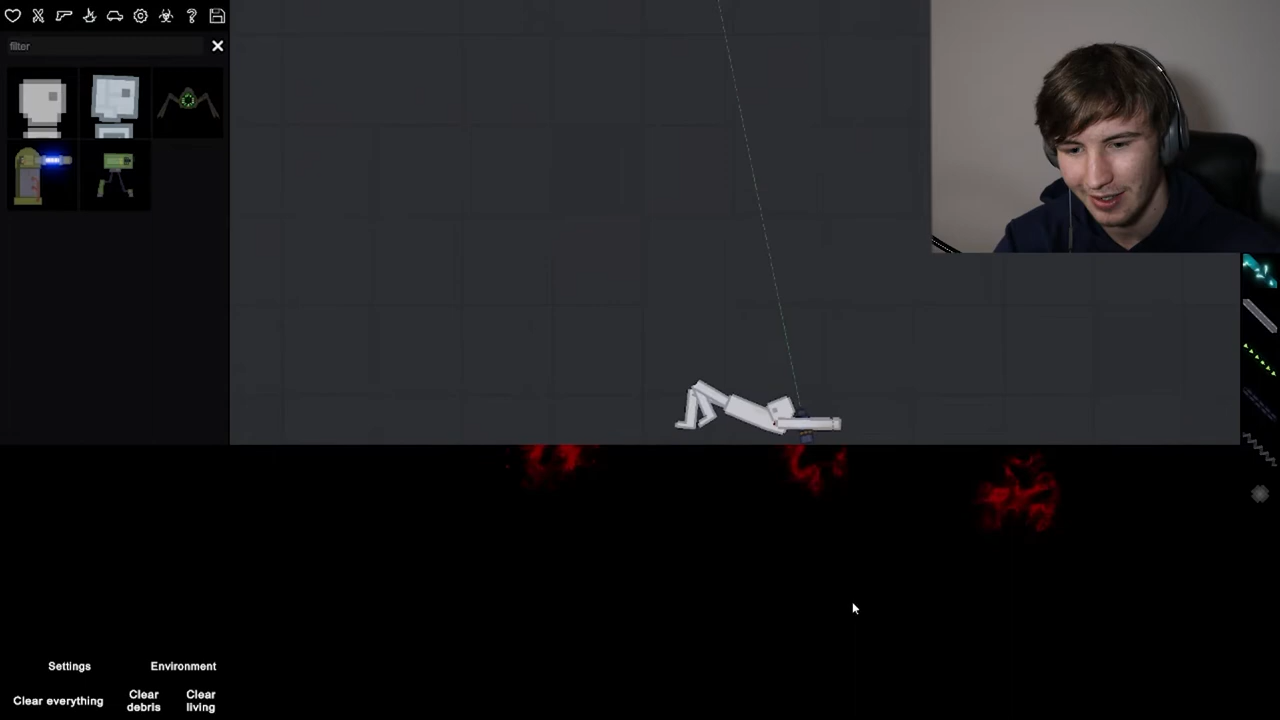 filter
Settings
Environment
Clear everything
Clear debris
Clear living